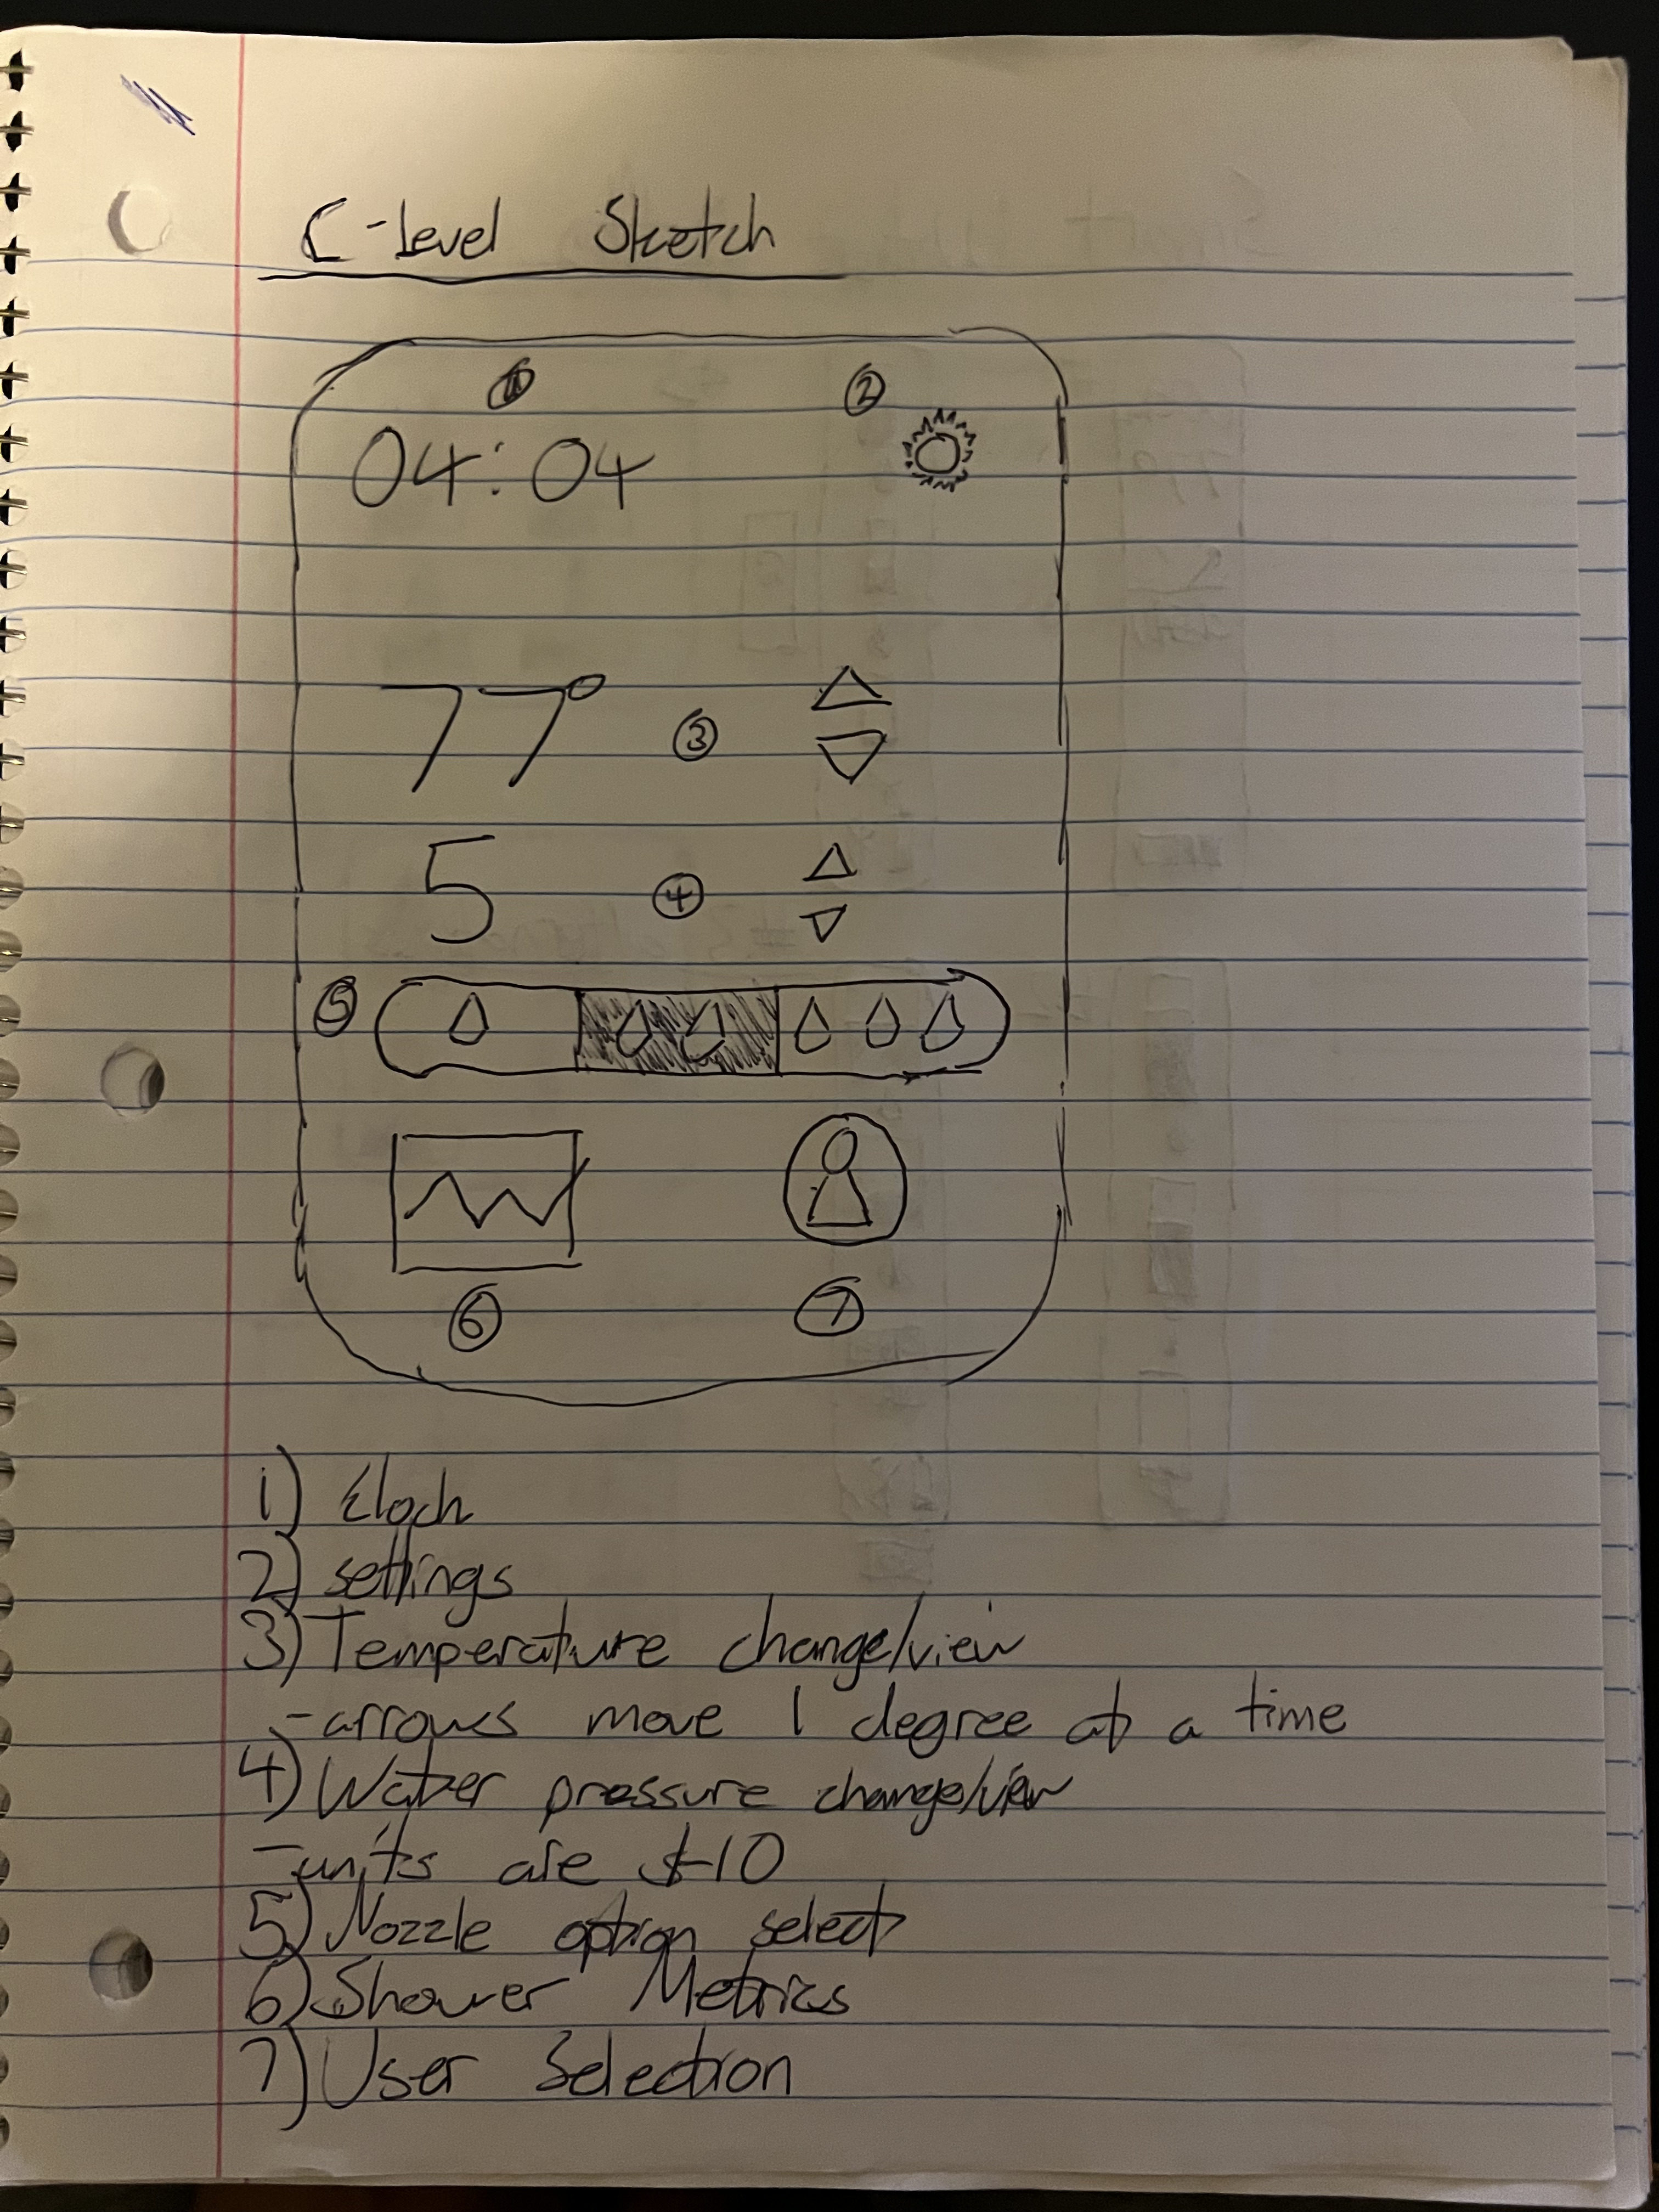 C-level Sketch
1 2
04:04
77° 3
5 4
5
6 7
1) Clock
2) settings
3) Temperature change/view
-arrows move 1 degree at a time
4) Water pressure change/view
-units are 1-10
5) Nozzle option select
6) Shower Metrics
7) User Selection